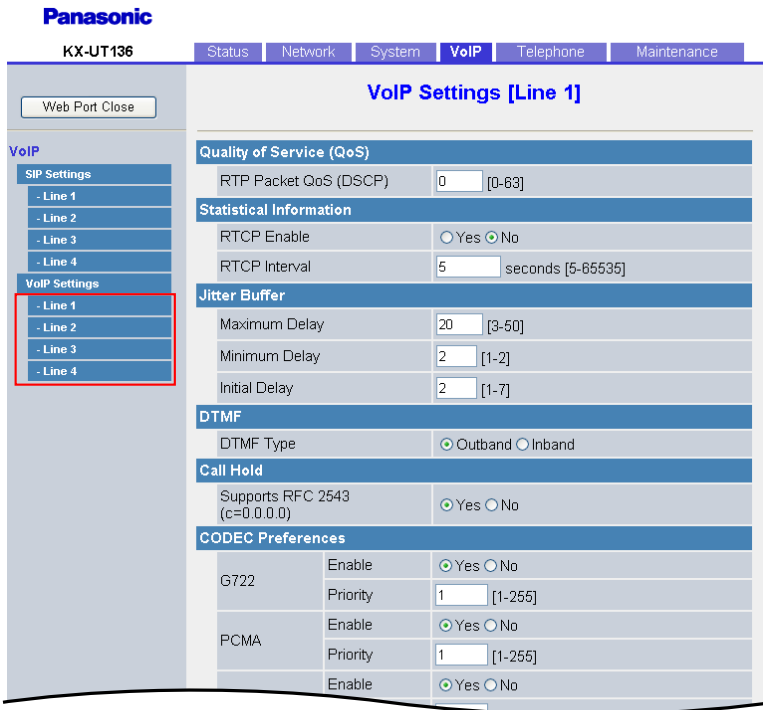 Panasonic
KX-UT136
Status Network System VoIP Telephone Maintenance
Web Port Close
VoIP
SIP Settings
- Line 1
- Line 2
- Line 3
- Line 4
VoIP Settings
- Line 1
- Line 2
- Line 3
- Line 4
VoIP Settings [Line 1]
Quality of Service (QoS)
RTP Packet QoS (DSCP) 0 [0-63]
Statistical Information
RTCP Enable Yes No
RTCP Interval 5 seconds [5-65535]
Jitter Buffer
Maximum Delay 20 [3-50]
Minimum Delay 2 [1-2]
Initial Delay 2 [1-7]
DTMF
DTMF Type Outband Inband
Call Hold
Supports RFC 2543
(c=0.0.0.0) Yes No
CODEC Preferences
G722
Enable Yes No
Priority 1 [1-255]
PCMA
Enable Yes No
Priority 1 [1-255]
Enable Yes No